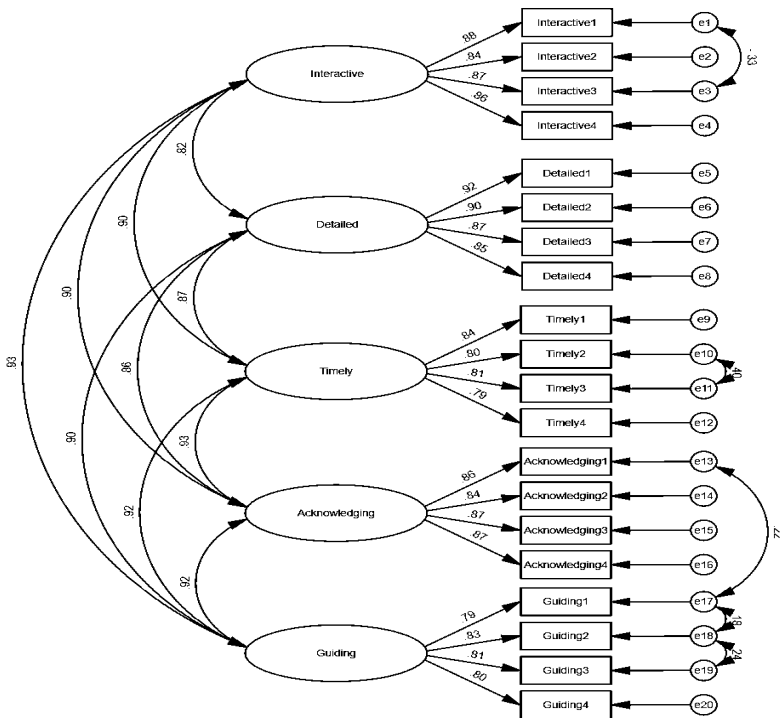 Interactive
Detailed
Timely
Acknowledging
Guiding
.88
.84
.87
.86
Interactive1
Interactive2
Interactive3
Interactive4
e1
e2
e3
e4
-.33
.92
.90
.87
.85
Detailed1
Detailed2
Detailed3
Detailed4
e5
e6
e7
e8
.84
.80
.81
.79
Timely1
Timely2
Timely3
Timely4
e9
e10
e11
e12
.40
.86
.84
.87
.87
Acknowledging1
Acknowledging2
Acknowledging3
Acknowledging4
e13
e14
e15
e16
.79
.83
.81
.80
Guiding1
Guiding2
Guiding3
Guiding4
e17
e18
e19
e20
.18
.24
.82
.90
.90
.93
.87
.86
.90
.93
.92
.92